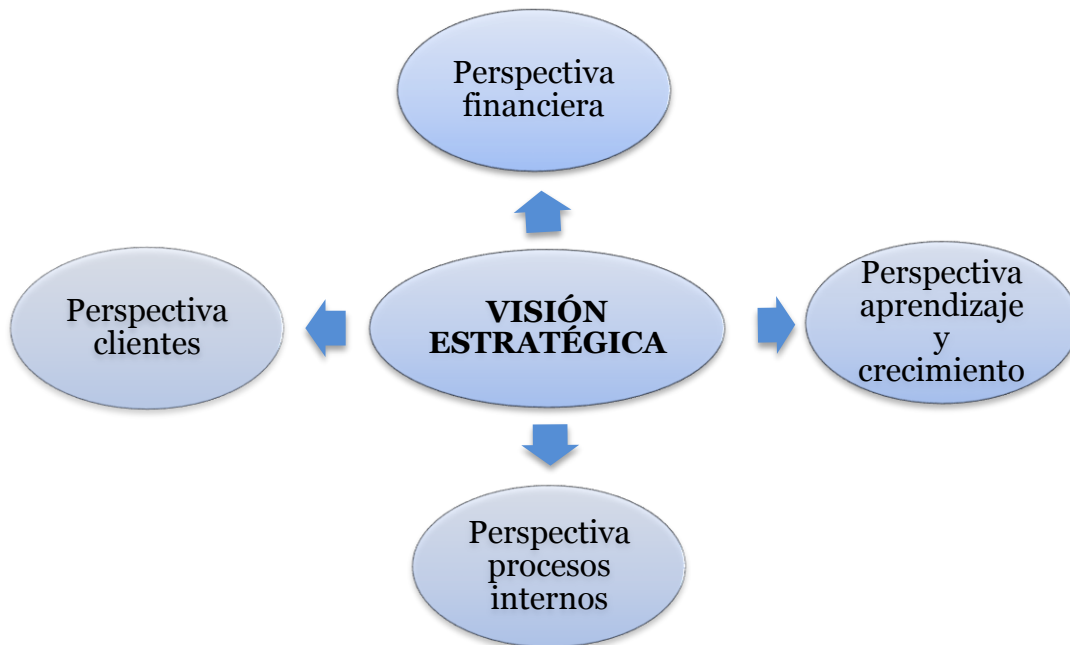 Perspectiva
financiera
Perspectiva
clientes
VISIÓN
ESTRATÉGICA
Perspectiva
aprendizaje
y
crecimiento
Perspectiva
procesos
internos